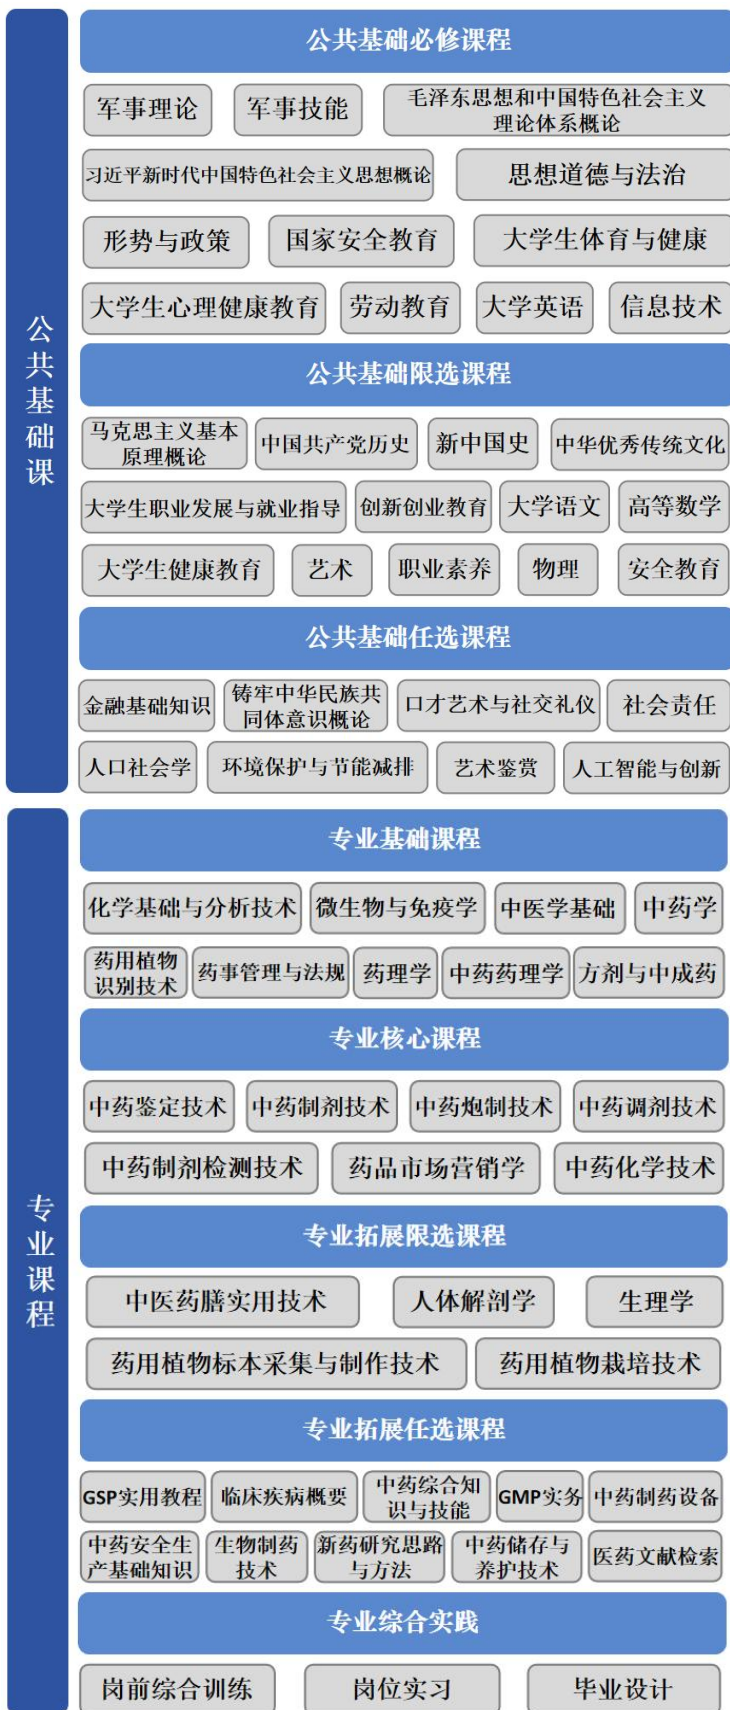 公共基础课
公共基础必修课程
军事理论
军事技能
毛泽东思想和中国特色社会主义
理论体系概论
习近平新时代中国特色社会主义思想概论
思想道德与法治
形势与政策
国家安全教育
大学生体育与健康
大学生心理健康教育
劳动教育
大学英语
信息技术
公共基础限选课程
马克思主义基本
原理概论
中国共产党历史
新中国史
中华优秀传统文化
大学生职业发展与就业指导
创新创业教育
大学语文
高等数学
大学生健康教育
艺术
职业素养
物理
安全教育
公共基础任选课程
金融基础知识
铸牢中华民族共
同体意识概论
口才艺术与社交礼仪
社会责任
人口社会学
环境保护与节能减排
艺术鉴赏
人工智能与创新
专业课程
专业基础课程
化学基础与分析技术
微生物与免疫学
中医学基础
中药学
药用植物
识别技术
药事管理与法规
药理学
中药药理学
方剂与中成药
专业核心课程
中药鉴定技术
中药制剂技术
中药炮制技术
中药调剂技术
中药制剂检测技术
药品市场营销学
中药化学技术
专业拓展限选课程
中医药膳实用技术
人体解剖学
生理学
药用植物标本采集与制作技术
药用植物栽培技术
专业拓展任选课程
GSP实用教程
临床疾病概要
中药综合知
识与技能
GMP实务
中药制药设备
中药安全生
产基础知识
生物制药
技术
新药研究思路
与方法
中药储存与
养护技术
医药文献检索
专业综合实践
岗前综合训练
岗位实习
毕业设计